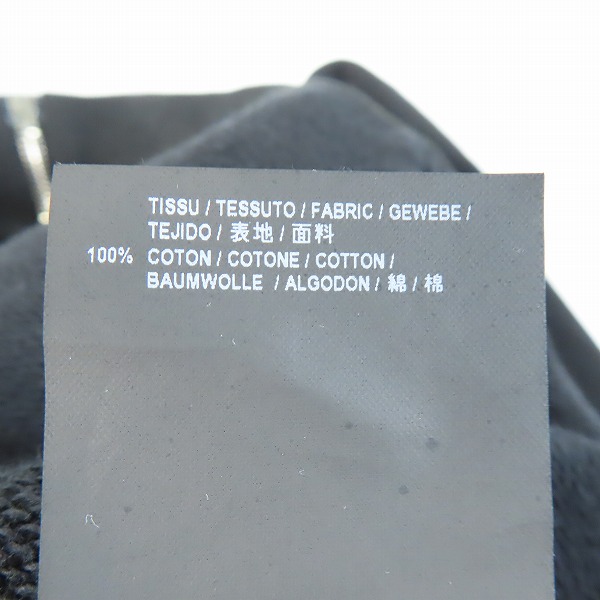 TISSU / TESSUTO / FABRIC / GEWEBE /
TEJIDO / 表地 / 面料
100% COTON / COTONE / COTTON /
BAUMWOLLE / ALGODON / 綿 / 棉